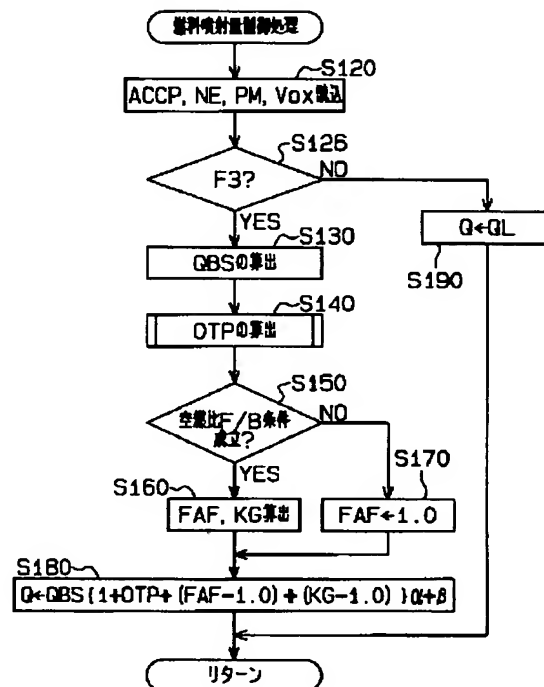 燃料噴射量制御処理
S120
ACCP, NE, PM, Vox 読込
S126
F3?
NO
YES
S130
QBSの算出
Q←QL
S190
S140
OTPの算出
S150
空燃比F/B条件
成立?
NO
YES
S160
S170
FAF, KG算出
FAF←1.0
S180
Q←QBS{1+OTP+(FAF-1.0)+(KG-1.0)}α+β
リターン